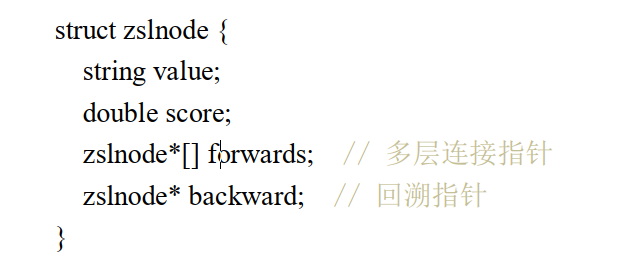 struct zslnode {
string value;
double score;
zslnode*[] forwards; // 多层连接指针
zslnode* backward; // 回溯指针
}